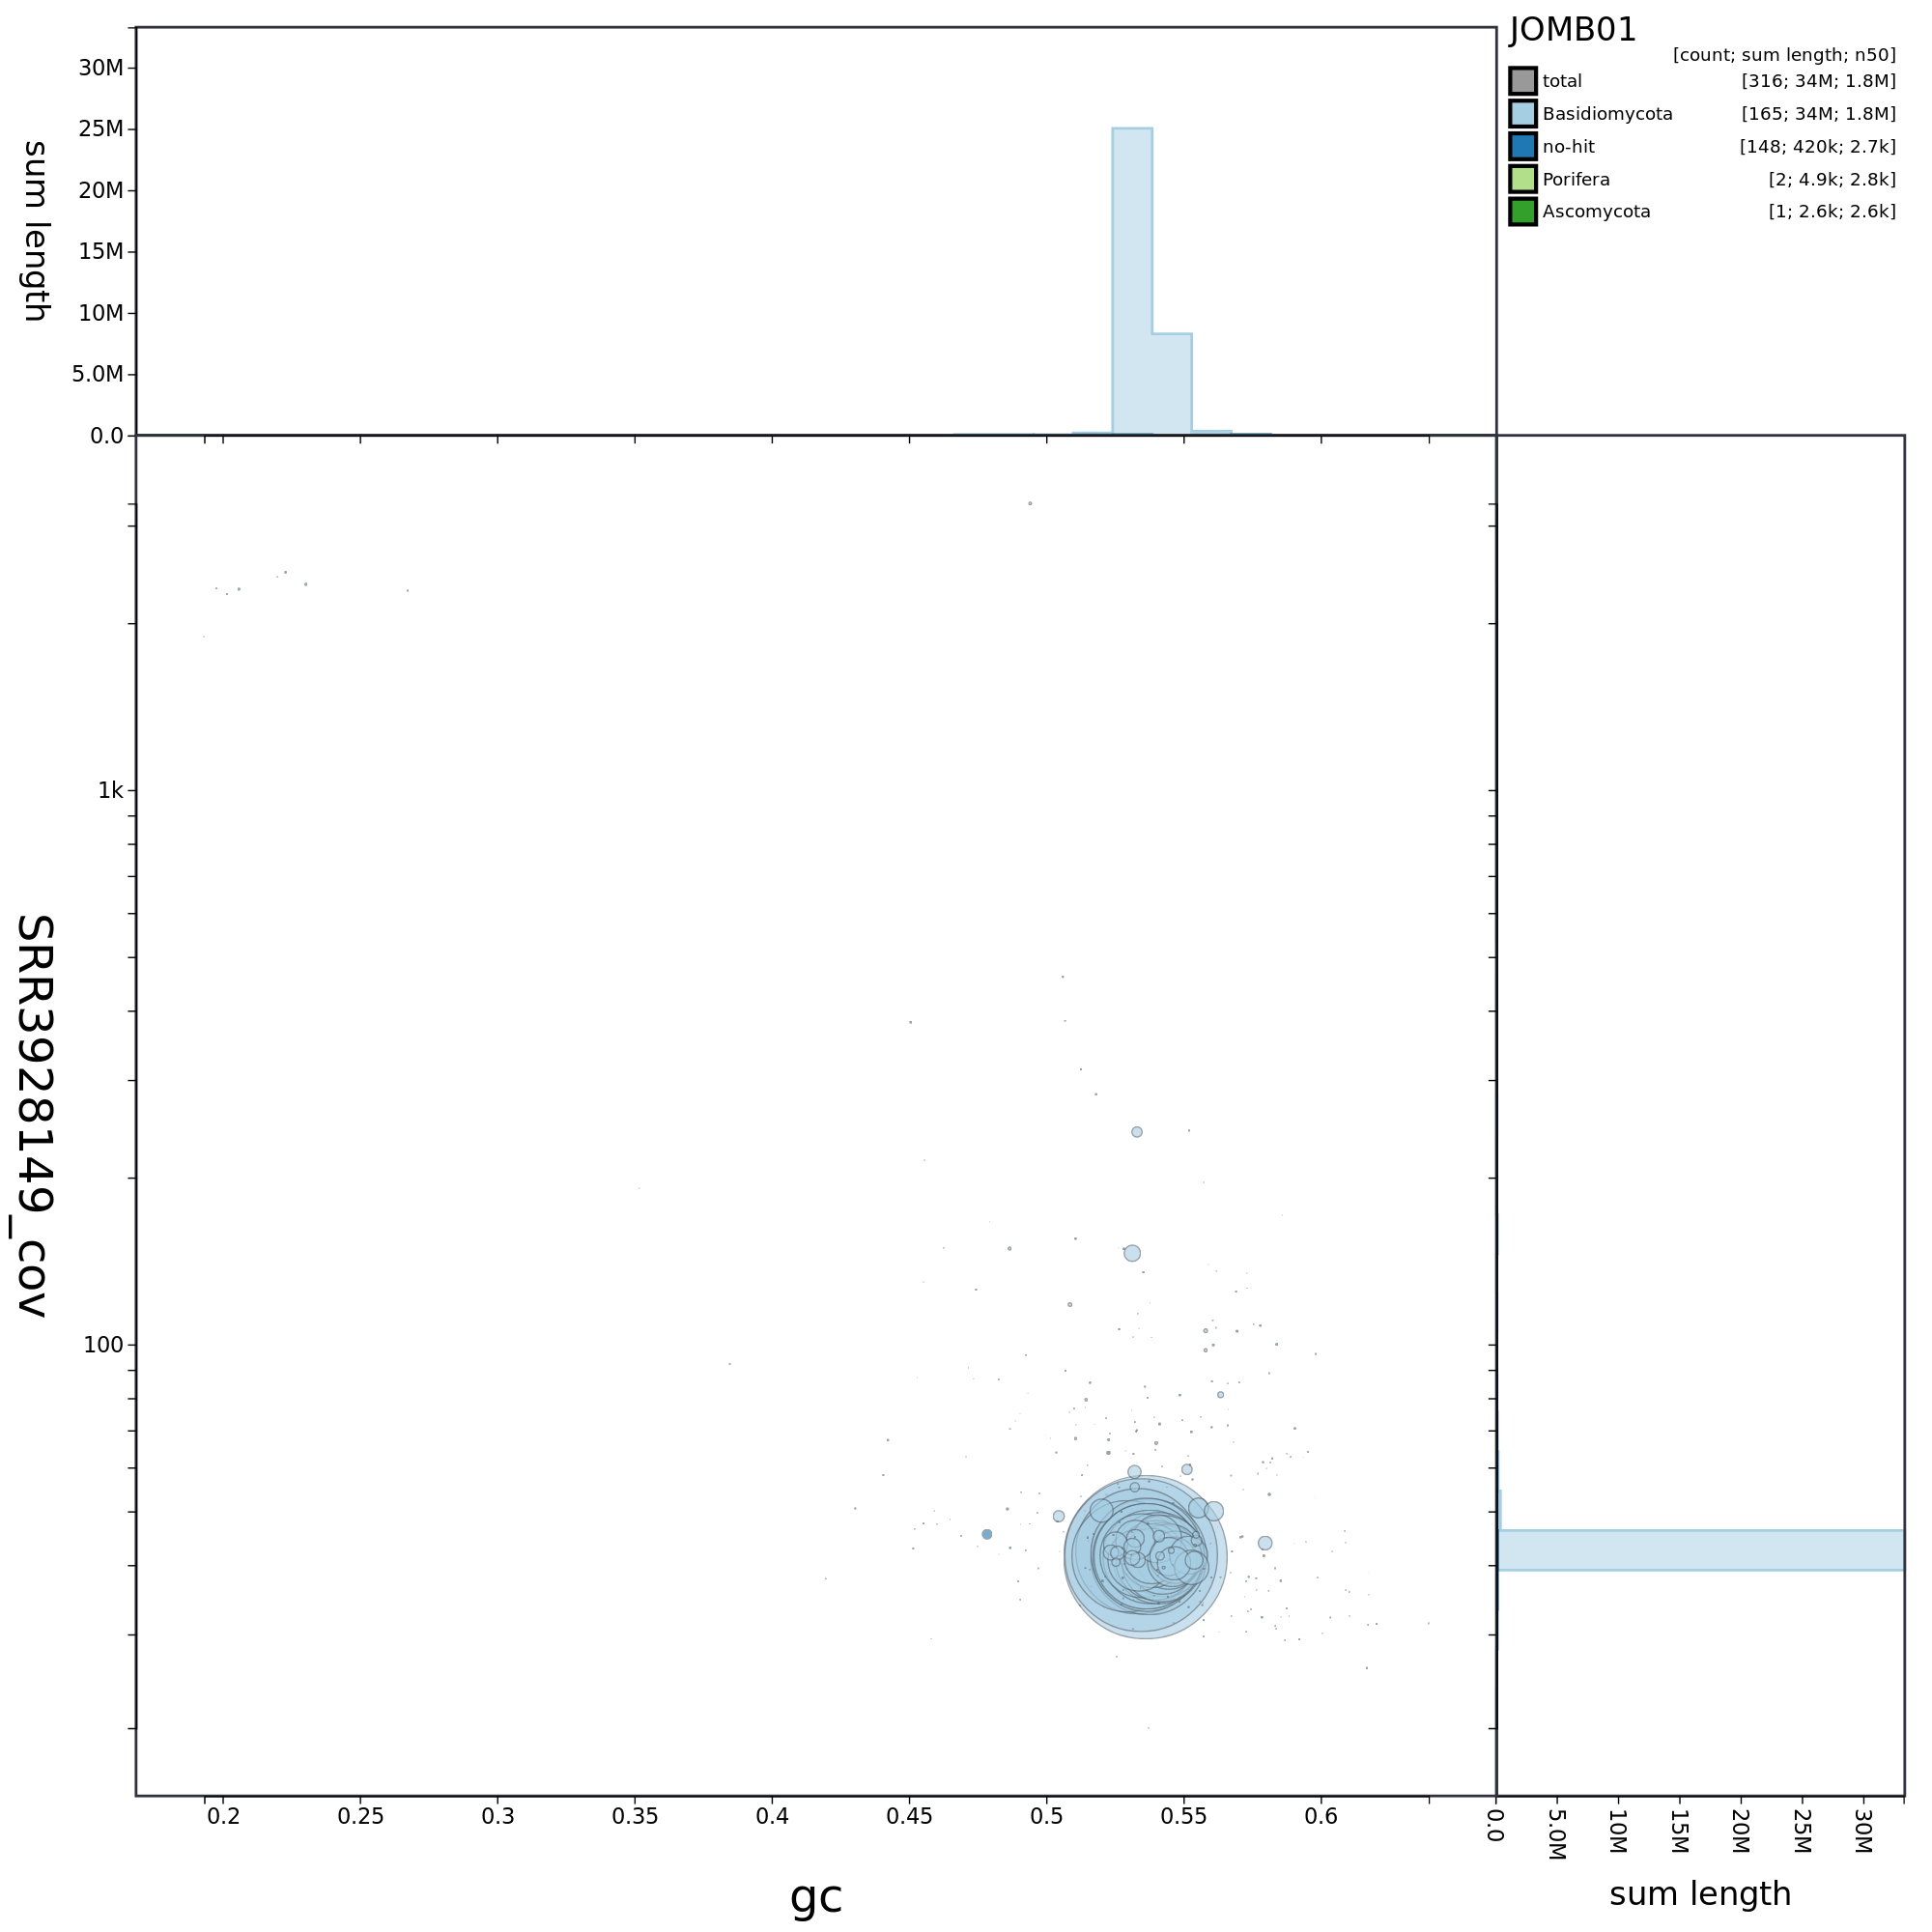 JOMB01
[count; sum length; n50]
total [316; 34M; 1.8M]
Basidiomycota [165; 34M; 1.8M]
no-hit [148; 420k; 2.7k]
Porifera [2; 4.9k; 2.8k]
Ascomycota [1; 2.6k; 2.6k]
sum length
30M
25M
20M
15M
10M
5.0M
0.0
SRR3928149_cov
1k
100
0.2 0.25 0.3 0.35 0.4 0.45 0.5 0.55 0.6
gc
0.0 5.0M 10M 15M 20M 25M 30M
sum length